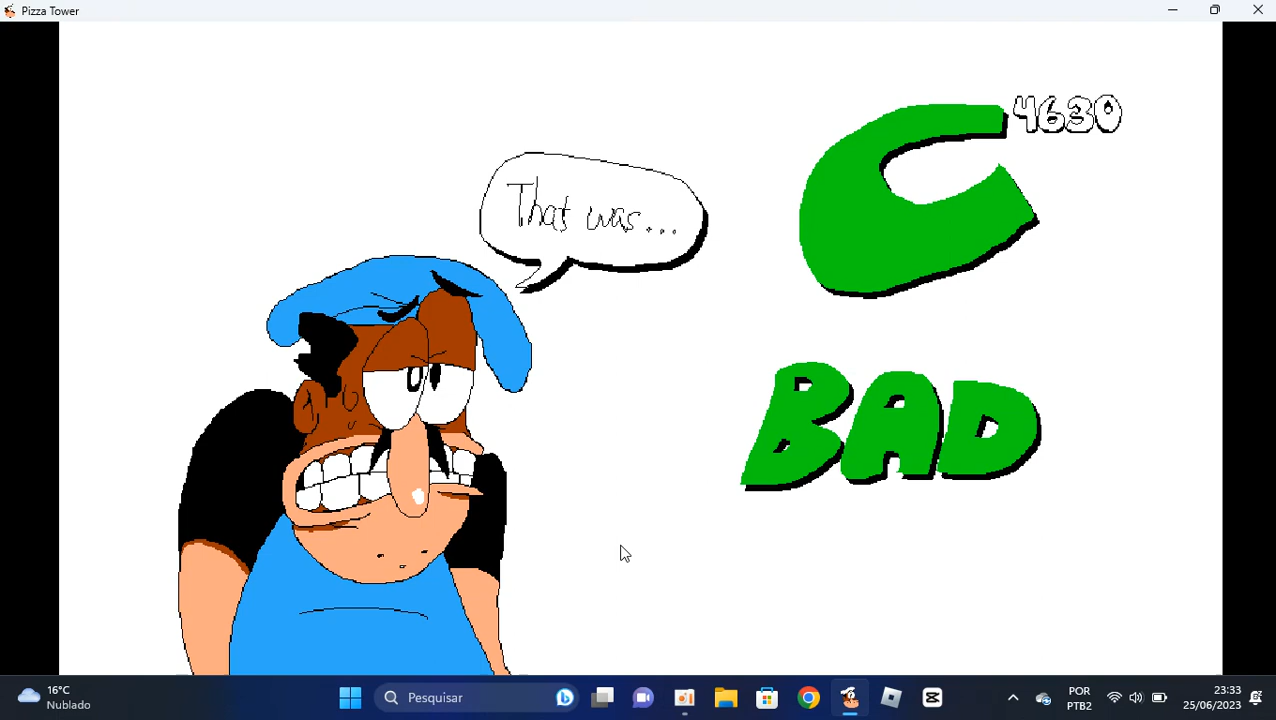 Pizza Tower
4630
C
That was...
BAD
16°C
Nublado
Pesquisar
POR
PTB2
23:33
25/06/2023